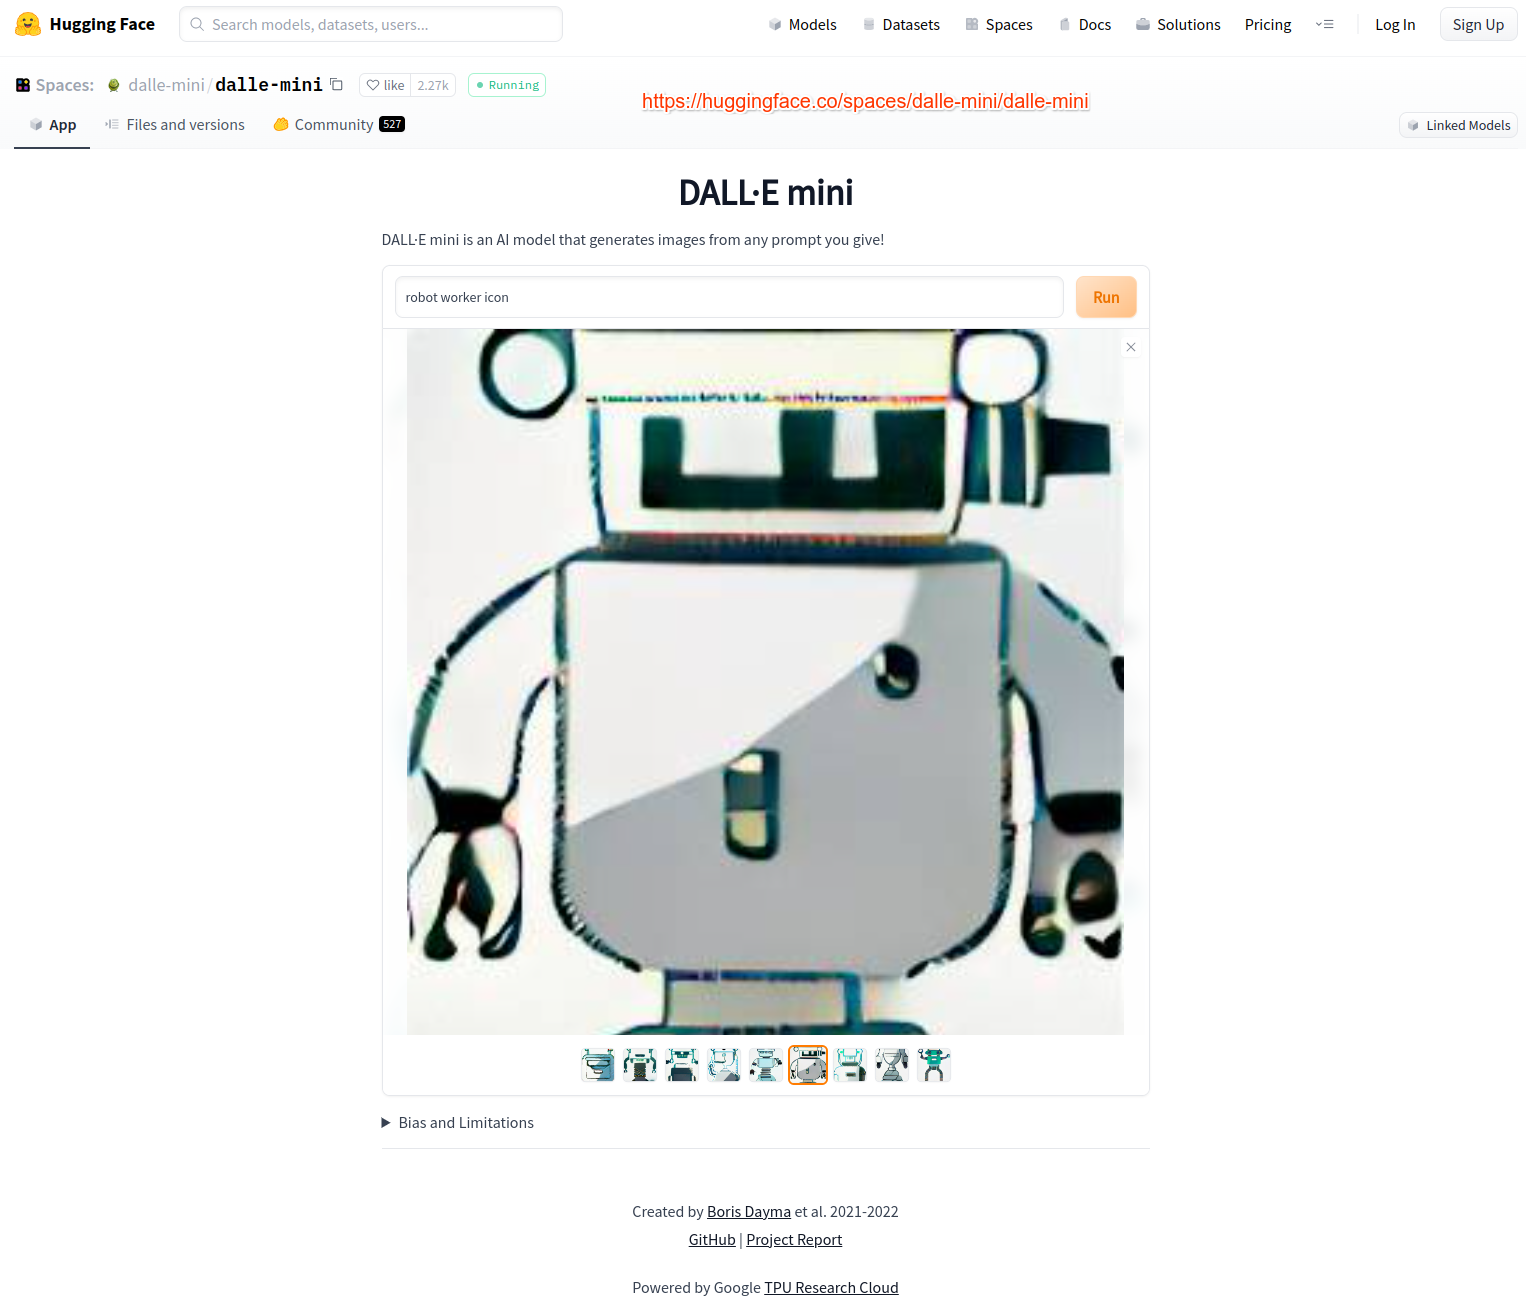 Hugging Face
Search models, datasets, users...
Models
Datasets
Spaces
Docs
Solutions
Pricing
Log In
Sign Up
Spaces:
dalle-mini/dalle-mini
like
2.27k
Running
https://huggingface.co/spaces/dalle-mini/dalle-mini
App
Files and versions
Community
527
Linked Models
DALL·E mini
DALL·E mini is an AI model that generates images from any prompt you give!
robot worker icon
Run
Bias and Limitations
Created by Boris Dayma et al. 2021-2022
GitHub | Project Report
Powered by Google TPU Research Cloud